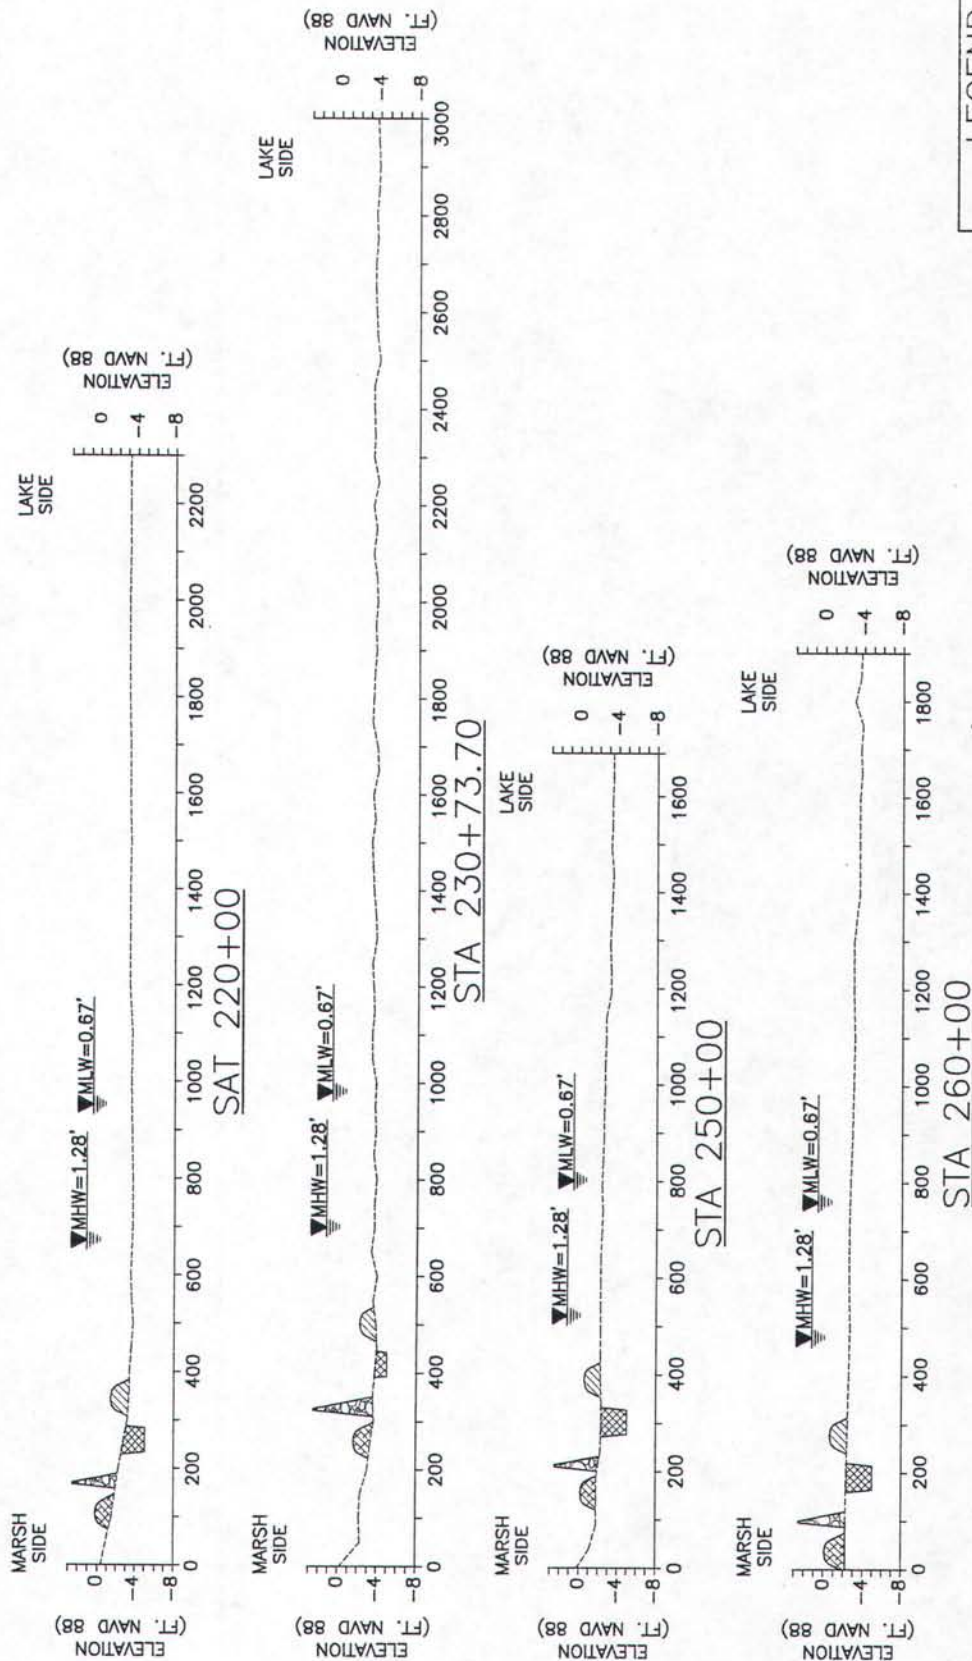 MARSH
SIDE
LAKE
SIDE
ELEVATION
(FT. NAVD 88)
0
-4
-8
MHW=1.28'
MLW=0.67'
ELEVATION
(FT. NAVD 88)
0
-4
-8
0 200 400 600 800 1000 1200 1400 1600 1800 2000 2200
SAT 220+00
MARSH
SIDE
LAKE
SIDE
ELEVATION
(FT. NAVD 88)
0
-4
-8
MHW=1.28'
MLW=0.67'
ELEVATION
(FT. NAVD 88)
0
-4
-8
0 200 400 600 800 1000 1200 1400 1600 1800 2000 2200 2400 2600 2800 3000
STA 230+73.70
MARSH
SIDE
LAKE
SIDE
ELEVATION
(FT. NAVD 88)
0
-4
-8
MHW=1.28'
MLW=0.67'
ELEVATION
(FT. NAVD 88)
0
-4
-8
0 200 400 600 800 1000 1200 1400 1600
STA 250+00
MARSH
SIDE
LAKE
SIDE
ELEVATION
(FT. NAVD 88)
0
-4
-8
MHW=1.28'
MLW=0.67'
ELEVATION
(FT. NAVD 88)
0
-4
-8
0 200 400 600 800 1000 1200 1400 1600 1800
STA 260+00